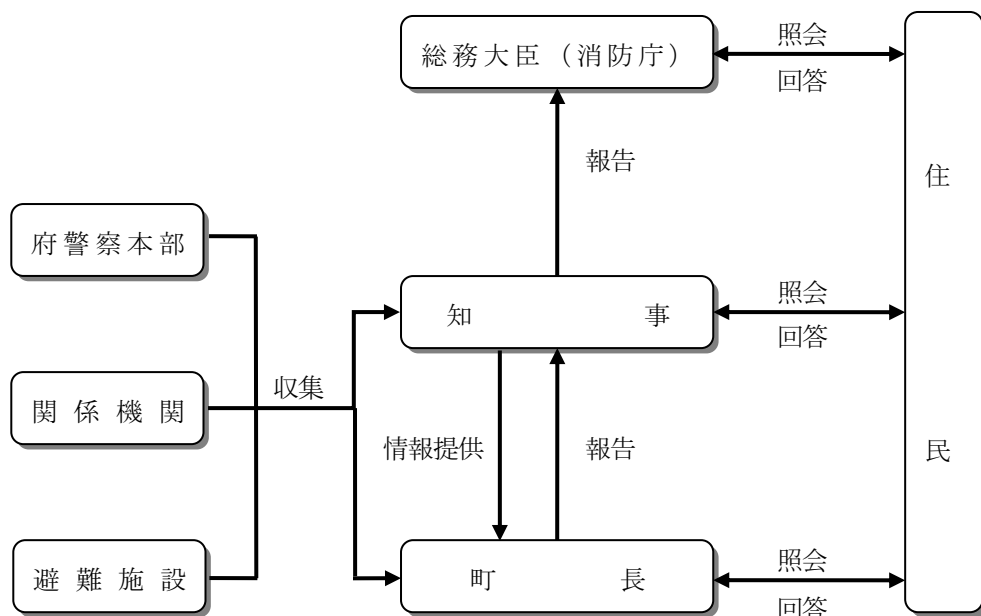 総務大臣（消防庁）
照会
回答
報告
住民
府警察本部
知事
照会
回答
関係機関
収集
情報提供
報告
避難施設
町長
照会
回答